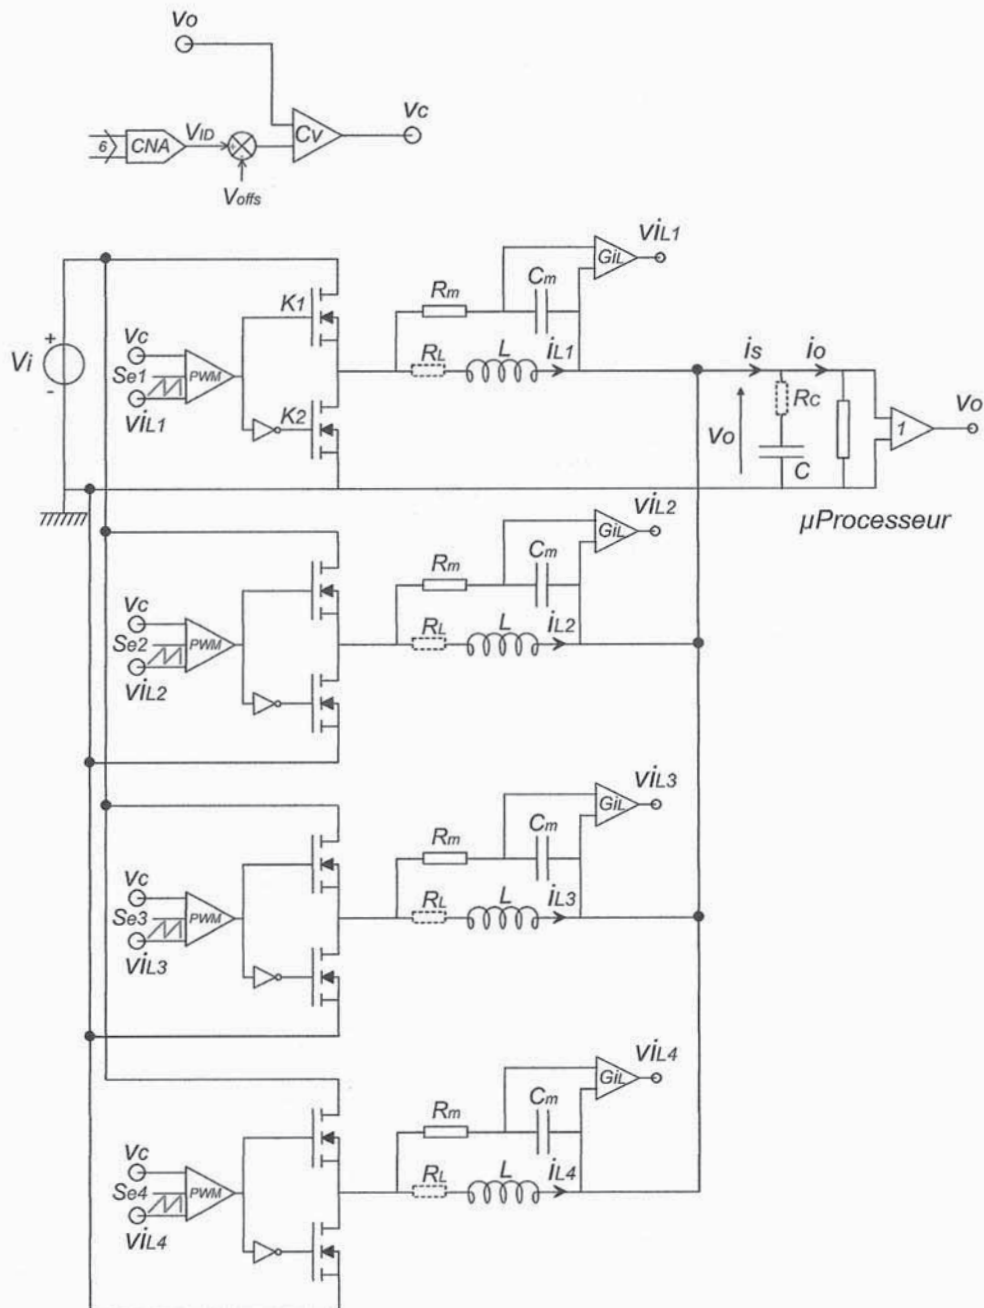 Vo
6 CNA VID + - Cv Vc
Voffs
ViL1
GiL
Cm
Rm
K1
Vc
Se1 PWM
ViL1
RL L iL1
is io
+
Vi
-
K2
Vo
Rc
C
1
Vo
µProcesseur
ViL2
GiL
Cm
Rm
Vc
Se2 PWM
ViL2
RL L iL2
ViL3
GiL
Cm
Rm
Vc
Se3 PWM
ViL3
RL L iL3
ViL4
GiL
Cm
Rm
Vc
Se4 PWM
ViL4
RL L iL4